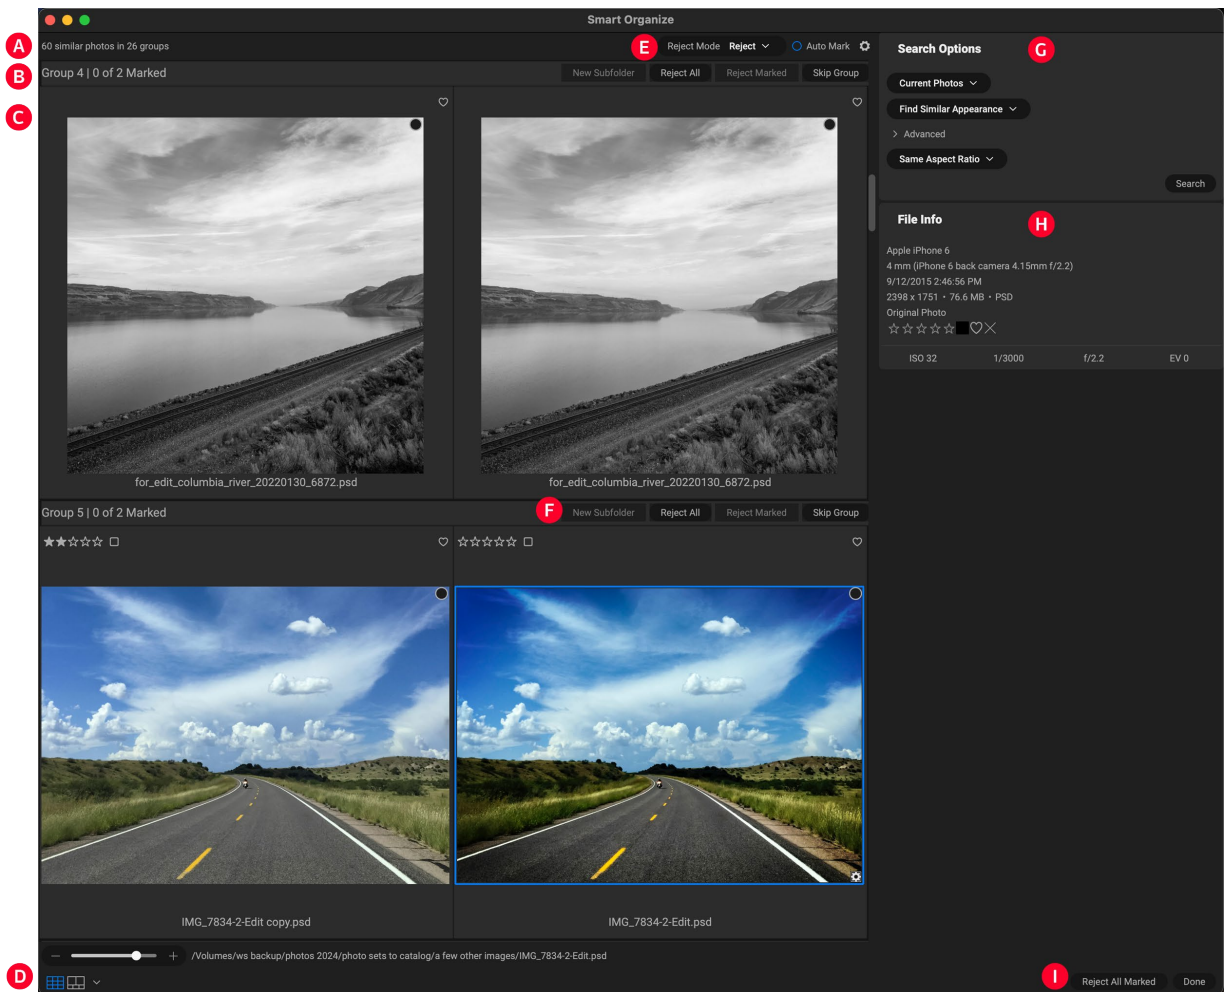 Smart Organize
A
60 similar photos in 26 groups
E
Reject Mode Reject
Auto Mark
B
Group 4 | 0 of 2 Marked
New Subfolder Reject All Reject Marked Skip Group
C
for_edit_columbia_river_20220130_6872.psd
for_edit_columbia_river_20220130_6872.psd
Group 5 | 0 of 2 Marked
F
New Subfolder Reject All Reject Marked Skip Group
IMG_7834-2-Edit copy.psd
IMG_7834-2-Edit.psd
/Volumes/ws backup/photos 2024/photo sets to catalog/a few other images/IMG_7834-2-Edit.psd
D
Search Options
G
Current Photos
Find Similar Appearance
Advanced
Same Aspect Ratio
Search
File Info
H
Apple iPhone 6
4 mm (iPhone 6 back camera 4.15mm f/2.2)
9/12/2015 2:46:56 PM
2398 x 1751 • 76.6 MB • PSD
Original Photo
ISO 32 1/3000 f/2.2 EV 0
I
Reject All Marked Done